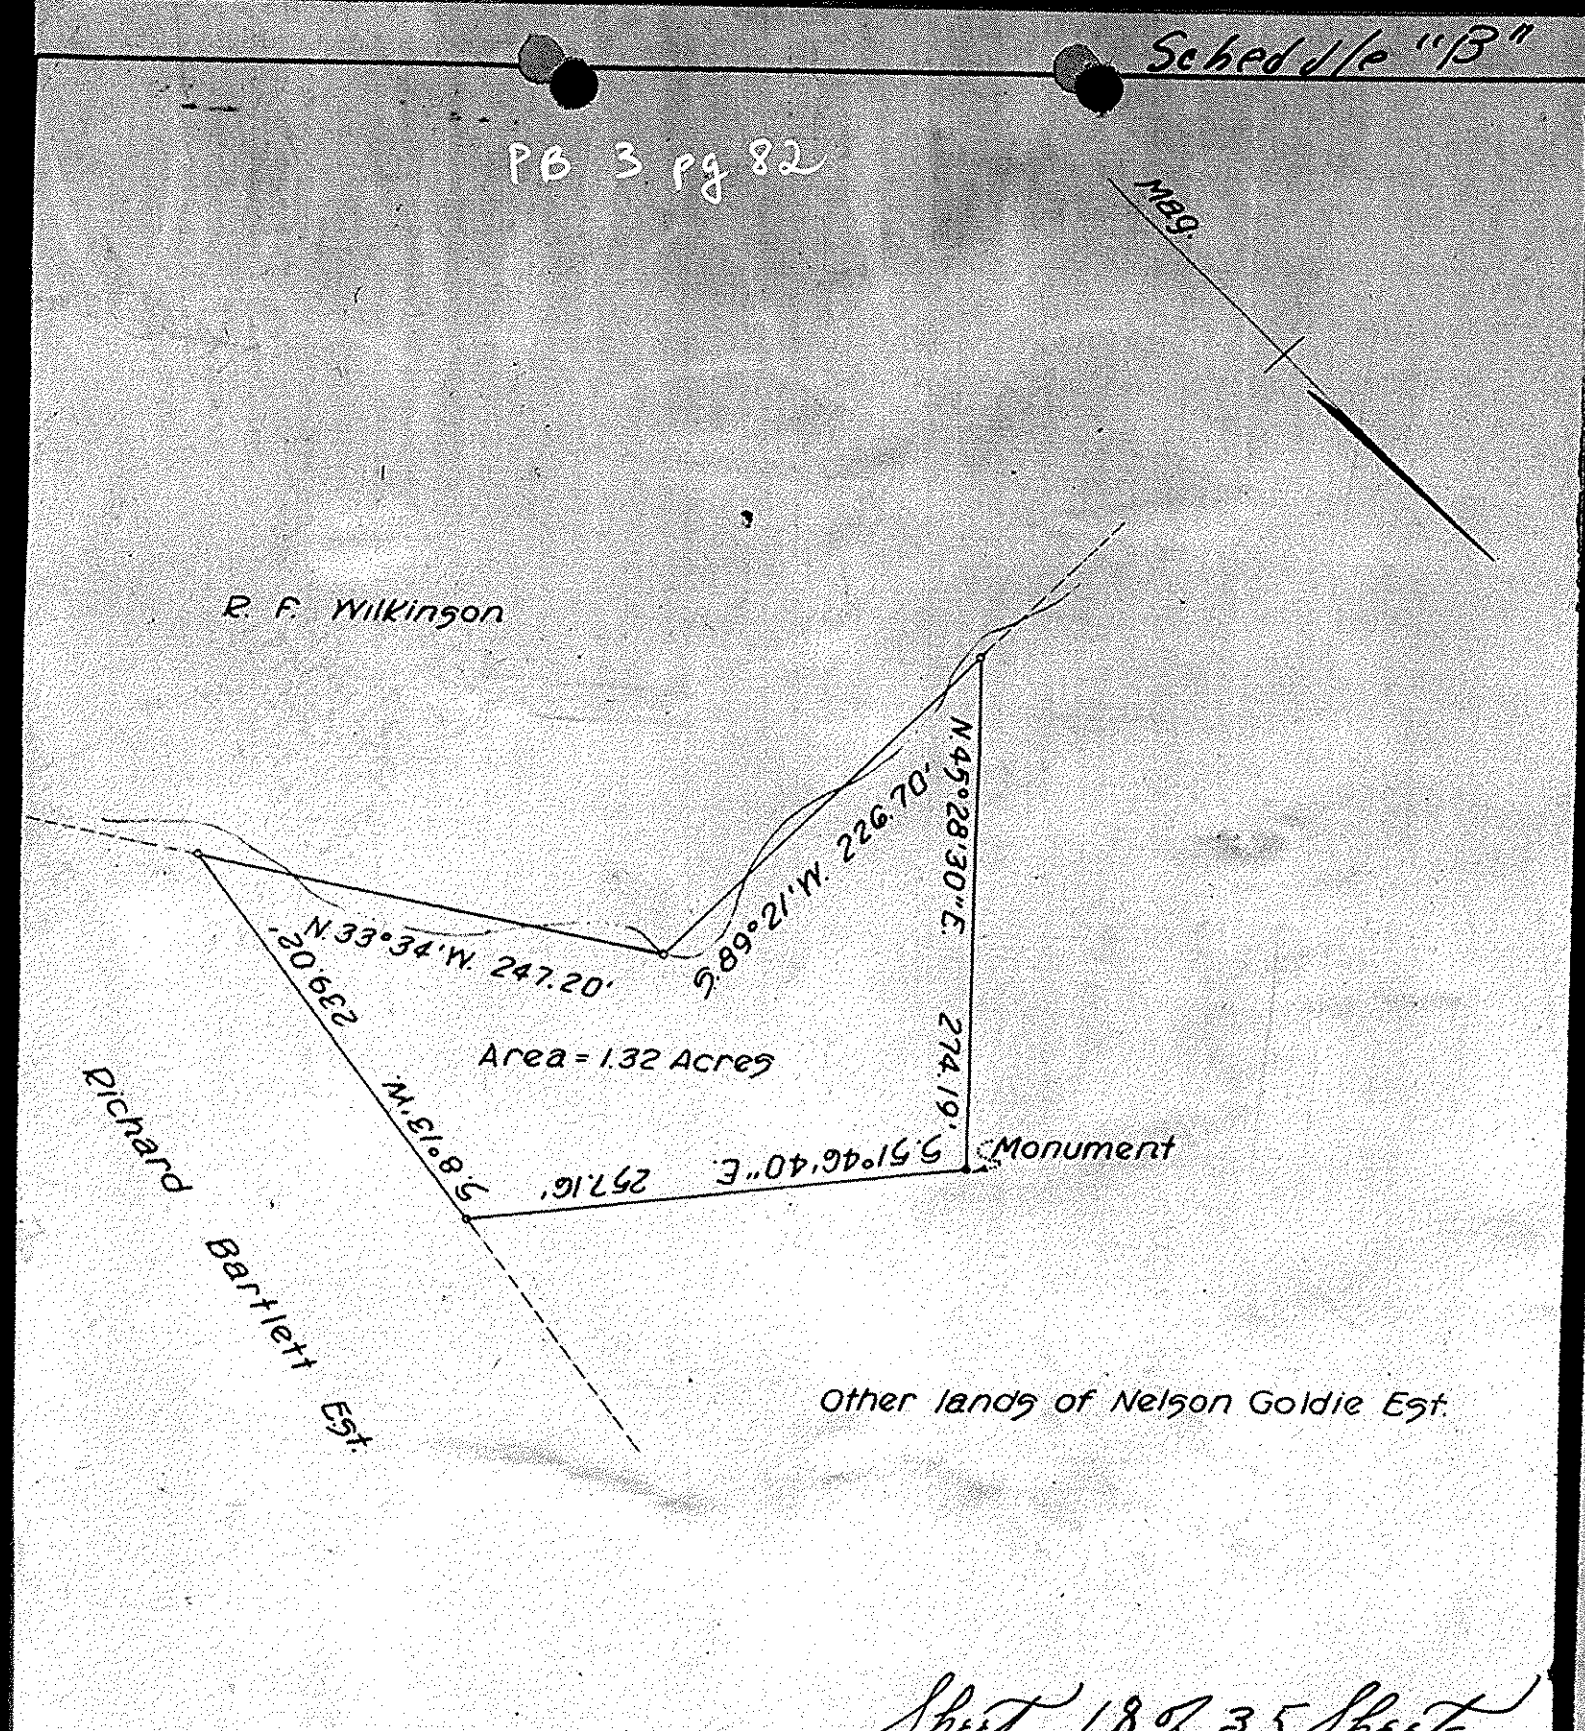 Schedule "B"
PB 3 pg 82
Mag.
R. F. Wilkinson
N.45°28'30"E. 274.19'
S.89°21'W. 226.70'
N.33°34'W. 247.20'
239.02'
S.8°13'W.
Area = 1.32 Acres
S.51°46'40"E. 257.16'
Monument
Richard Bartlett Est.
Other lands of Nelson Goldie Est.
Sheet 18 of 35 Sheets